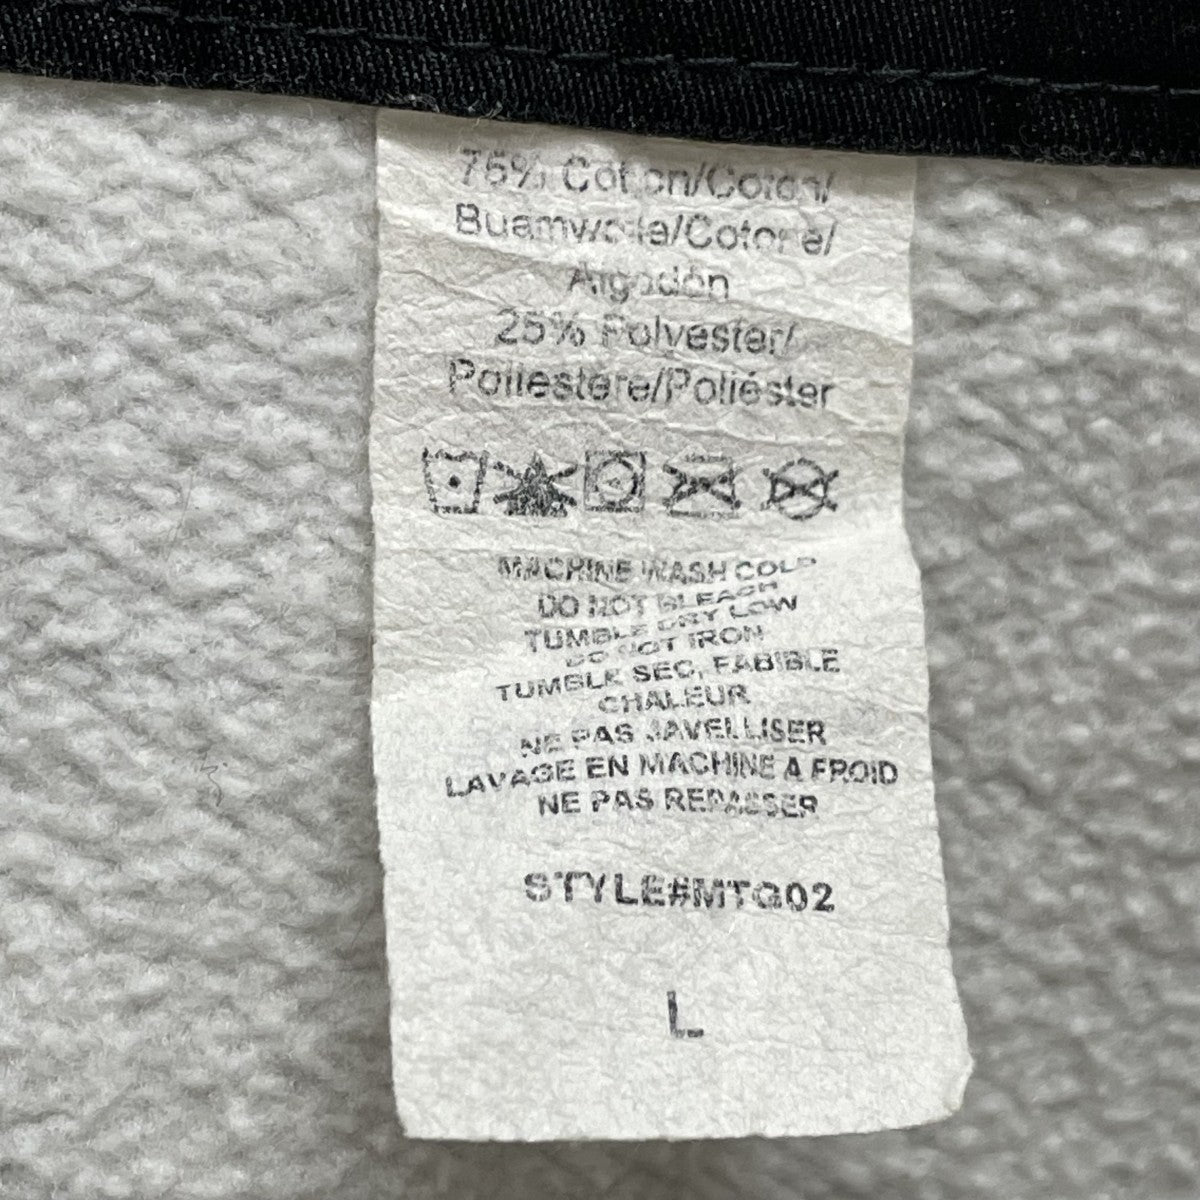 75% Cotton/Coton/
Buamwolle/Cotone/
Algodón
25% Polyester/
Poliestere/Poliéster
MACHINE WASH COLD
DO NOT BLEACH
TUMBLE DRY LOW
DO NOT IRON
TUMBLE SEC, FABIBLE
CHALEUR
NE PAS JAVELLISER
LAVAGE EN MACHINE A FROID
NE PAS REPASSER
STYLE#MTG02
L